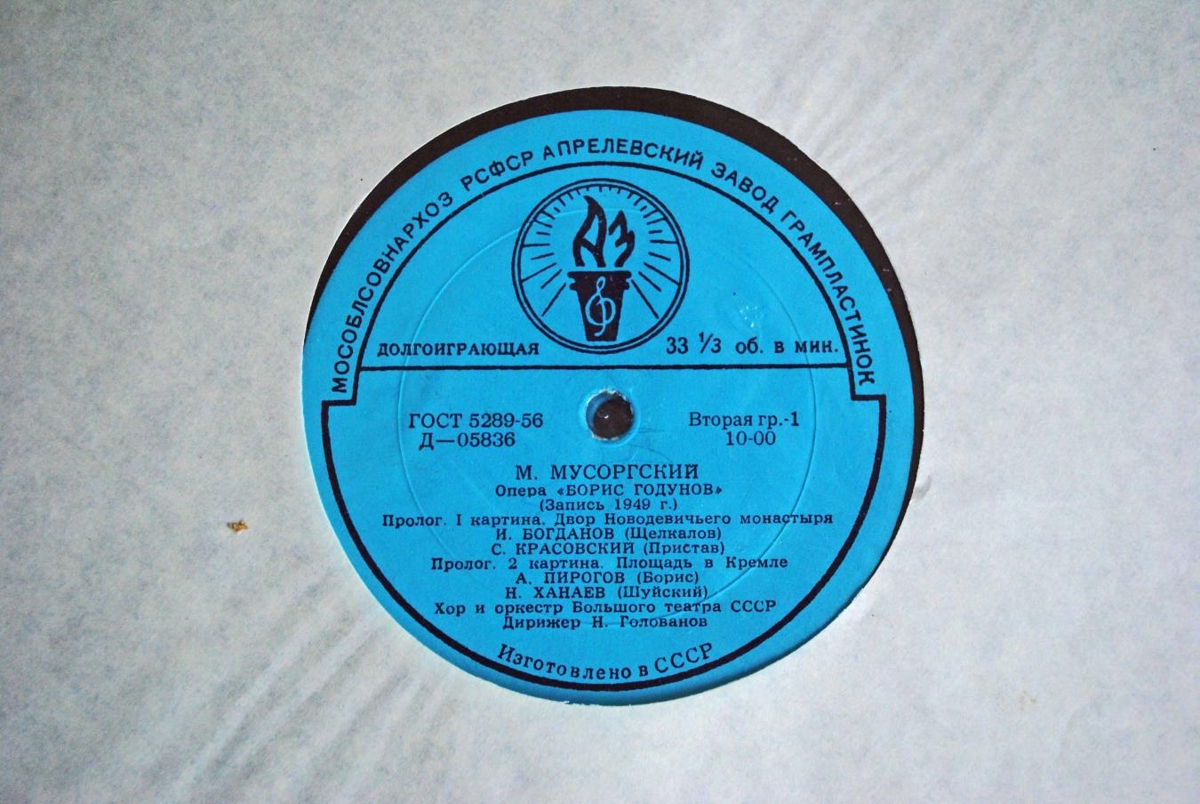 МОСОБЛСОВНАРХОЗ РСФСР АПРЕЛЕВСКИЙ ЗАВОД ГРАМПЛАСТИНОК
АЗ
ДОЛГОИГРАЮЩАЯ 33 1/3 об. в мин.
ГОСТ 5289-56 Вторая гр.-1
Д—05836 10-00
М. МУСОРГСКИЙ
Опера «БОРИС ГОДУНОВ»
(Запись 1949 г.)
Пролог. I картина. Двор Новодевичьего монастыря
И. БОГДАНОВ (Щелкалов)
С. КРАСОВСКИЙ (Пристав)
Пролог. 2 картина. Площадь в Кремле
А. ПИРОГОВ (Борис)
Н. ХАНАЕВ (Шуйский)
Хор и оркестр Большого театра СССР
Дирижер Н. Голованов
Изготовлено в СССР